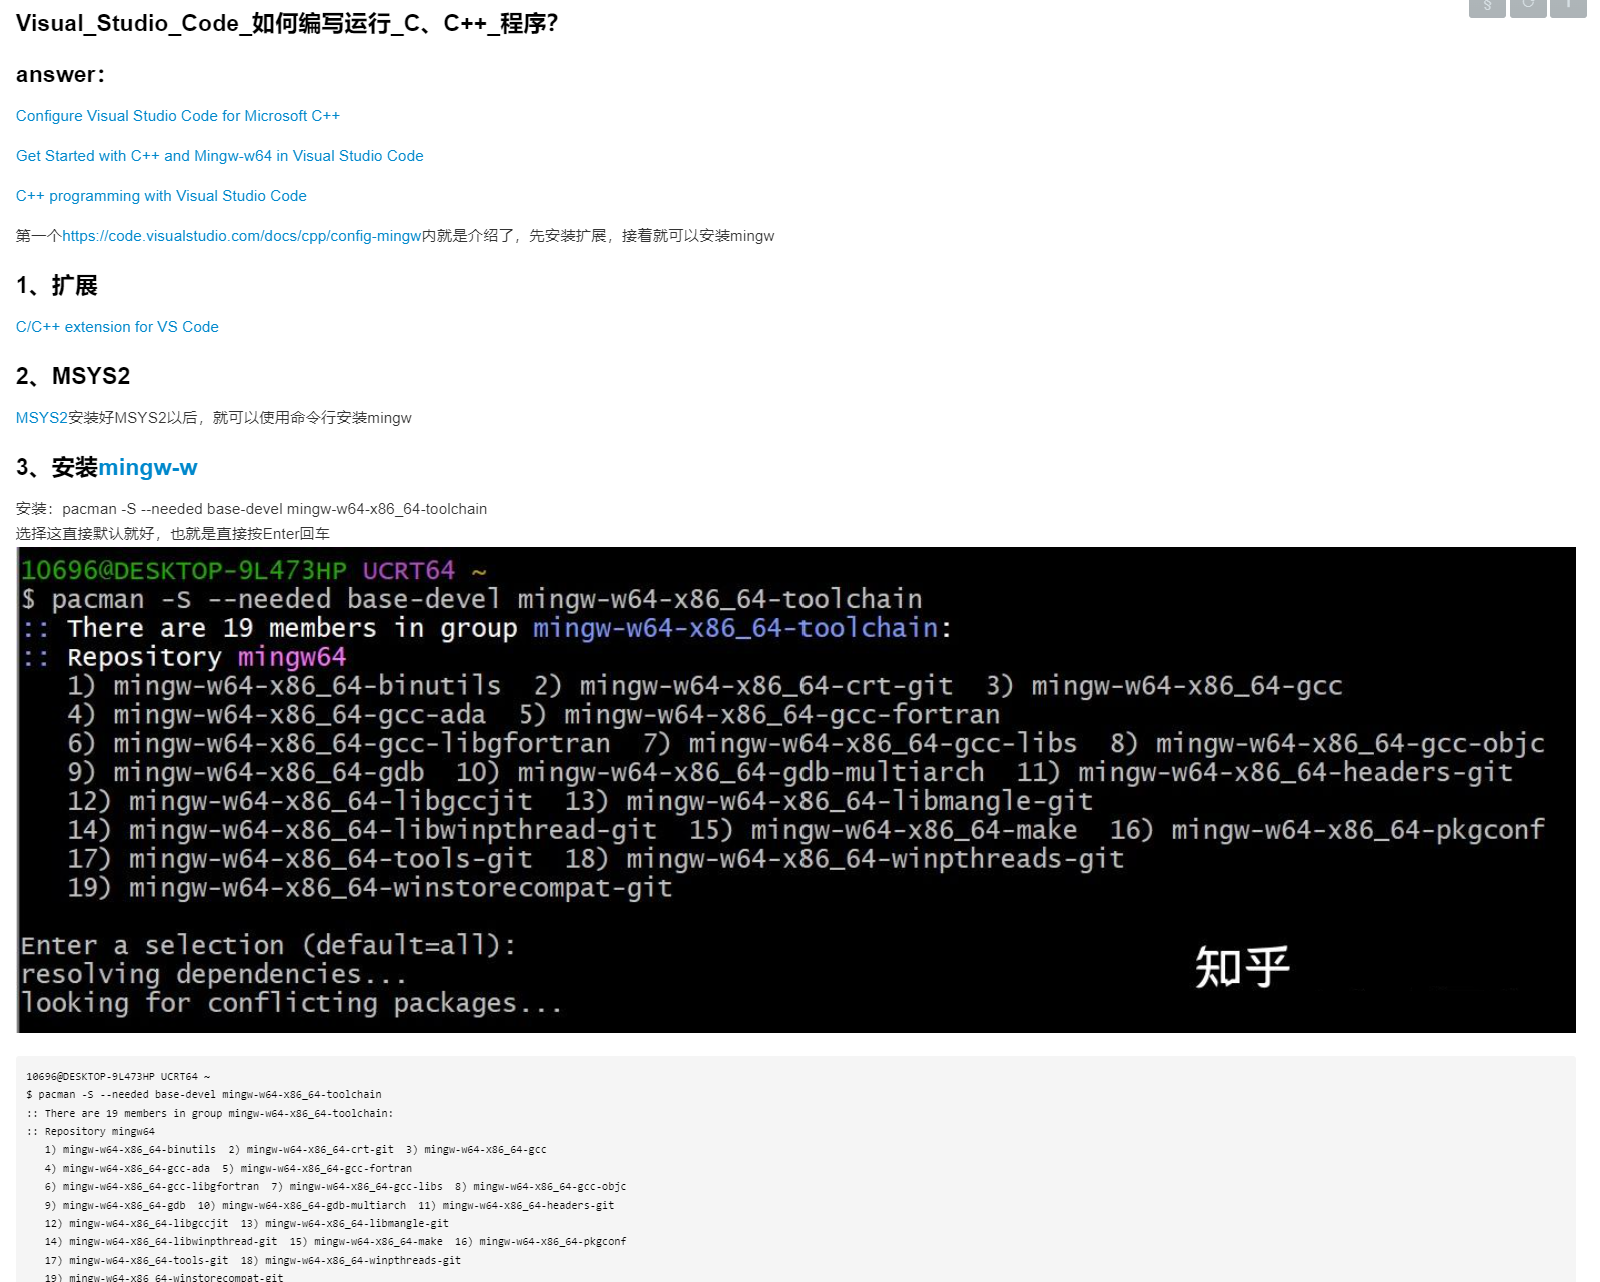 Visual_Studio_Code_如何编写运行_C、C++_程序?
answer：
Configure Visual Studio Code for Microsoft C++
Get Started with C++ and Mingw-w64 in Visual Studio Code
C++ programming with Visual Studio Code
第一个https://code.visualstudio.com/docs/cpp/config-mingw内就是介绍了，先安装扩展，接着就可以安装mingw
1、扩展
C/C++ extension for VS Code
2、MSYS2
MSYS2安装好MSYS2以后，就可以使用命令行安装mingw
3、安装mingw-w
安装：pacman -S --needed base-devel mingw-w64-x86_64-toolchain
选择这直接默认就好，也就是直接按Enter回车
10696@DESKTOP-9L473HP UCRT64 ~
$ pacman -S --needed base-devel mingw-w64-x86_64-toolchain
:: There are 19 members in group mingw-w64-x86_64-toolchain:
:: Repository mingw64
1) mingw-w64-x86_64-binutils 2) mingw-w64-x86_64-crt-git 3) mingw-w64-x86_64-gcc
4) mingw-w64-x86_64-gcc-ada 5) mingw-w64-x86_64-gcc-fortran
6) mingw-w64-x86_64-gcc-libgfortran 7) mingw-w64-x86_64-gcc-libs 8) mingw-w64-x86_64-gcc-objc
9) mingw-w64-x86_64-gdb 10) mingw-w64-x86_64-gdb-multiarch 11) mingw-w64-x86_64-headers-git
12) mingw-w64-x86_64-libgccjit 13) mingw-w64-x86_64-libmangle-git
14) mingw-w64-x86_64-libwinpthread-git 15) mingw-w64-x86_64-make 16) mingw-w64-x86_64-pkgconf
17) mingw-w64-x86_64-tools-git 18) mingw-w64-x86_64-winpthreads-git
19) mingw-w64-x86_64-winstorecompat-git
Enter a selection (default=all):
resolving dependencies...
looking for conflicting packages...
知乎
10696@DESKTOP-9L473HP UCRT64 ~
$ pacman -S --needed base-devel mingw-w64-x86_64-toolchain
:: There are 19 members in group mingw-w64-x86_64-toolchain:
:: Repository mingw64
1) mingw-w64-x86_64-binutils 2) mingw-w64-x86_64-crt-git 3) mingw-w64-x86_64-gcc
4) mingw-w64-x86_64-gcc-ada 5) mingw-w64-x86_64-gcc-fortran
6) mingw-w64-x86_64-gcc-libgfortran 7) mingw-w64-x86_64-gcc-libs 8) mingw-w64-x86_64-gcc-objc
9) mingw-w64-x86_64-gdb 10) mingw-w64-x86_64-gdb-multiarch 11) mingw-w64-x86_64-headers-git
12) mingw-w64-x86_64-libgccjit 13) mingw-w64-x86_64-libmangle-git
14) mingw-w64-x86_64-libwinpthread-git 15) mingw-w64-x86_64-make 16) mingw-w64-x86_64-pkgconf
17) mingw-w64-x86_64-tools-git 18) mingw-w64-x86_64-winpthreads-git
19) mingw-w64-x86_64-winstorecompat-git